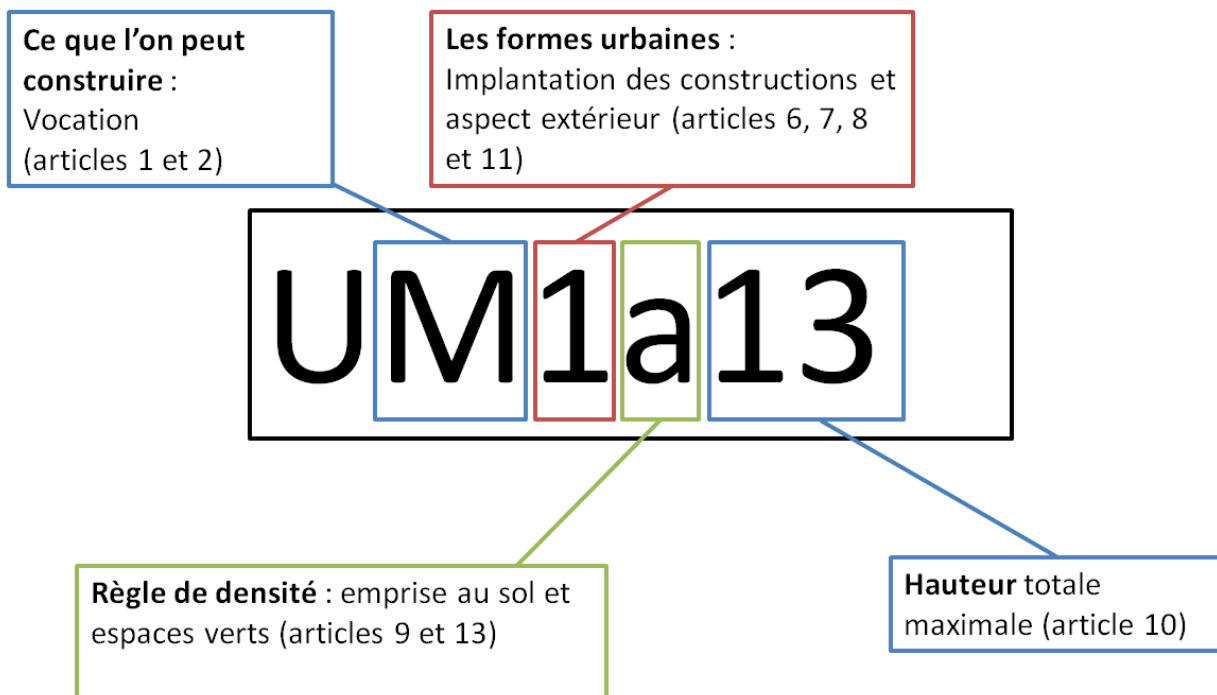 Ce que l’on peut
construire :
Vocation
(articles 1 et 2)
Les formes urbaines :
Implantation des constructions et
aspect extérieur (articles 6, 7, 8
et 11)
UM1a13
Règle de densité : emprise au sol et
espaces verts (articles 9 et 13)
Hauteur totale
maximale (article 10)